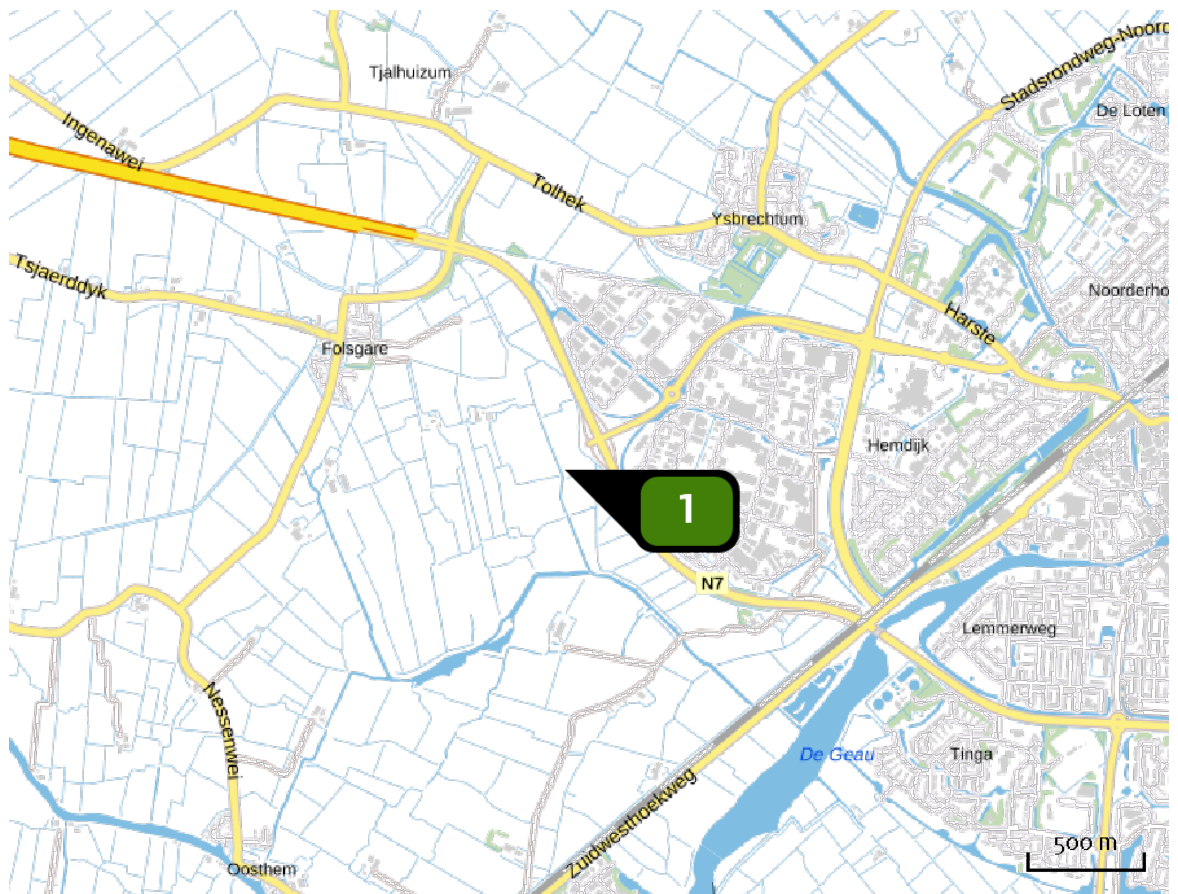 Stadsrondweg-Noord
Tjalhuizum
De Loten
Ingenawei
Tolhek
Ysbrechtum
Tsjaerddyk
Noorderho
Harste
Folsgare
Hemdijk
1
N7
Lemmerweg
Nessenwei
De Geau
Tinga
Zuidwesthoekweg
500 m
Oosthem